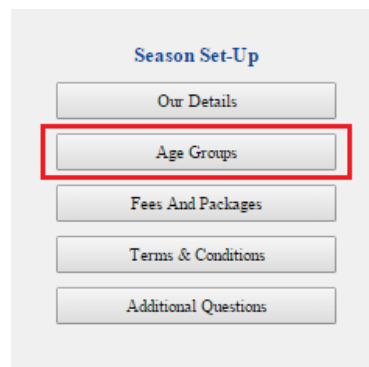 Season Set-Up
Our Details
Age Groups
Fees And Packages
Terms & Conditions
Additional Questions